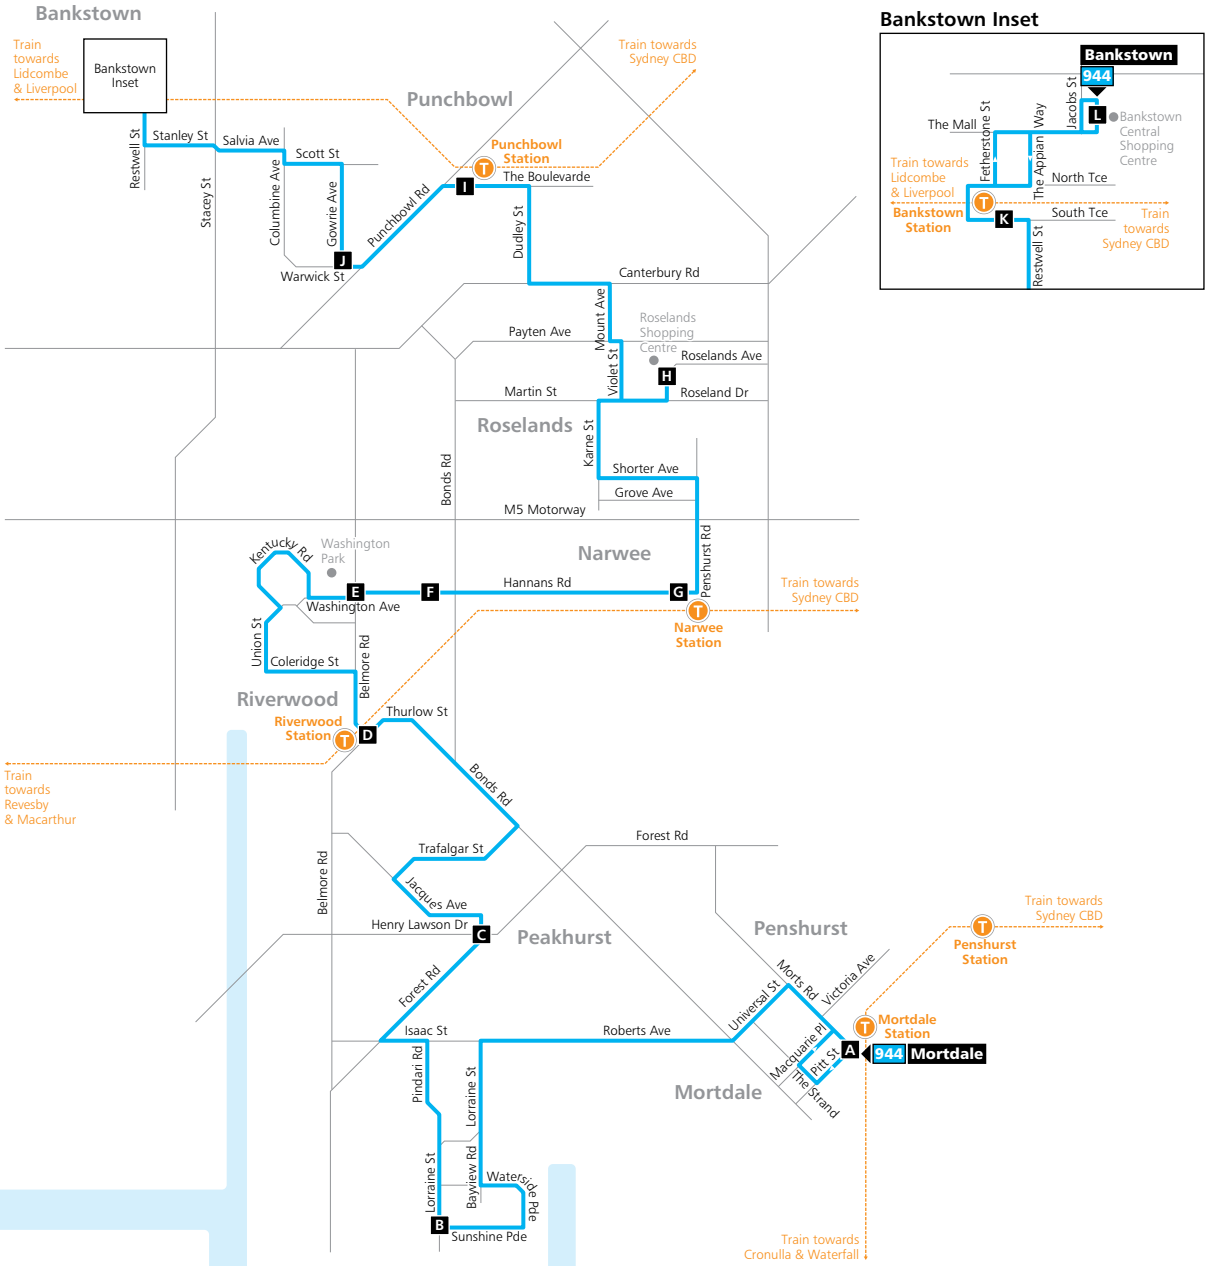 Bankstown
Bankstown Inset
Train
towards
Lidcombe
& Liverpool
Bankstown
Inset
Train towards
Sydney CBD
Punchbowl
Punchbowl
Station
T
I
The Boulevarde
Restwell St
Stanley St
Salvia Ave
Scott St
Stacey St
Columbine Ave
Gowrie Ave
J
Punchbowl Rd
Warwick St
Dudley St
Canterbury Rd
Mount Ave
Payten Ave
Roselands
Shopping
Centre
Violet St
Roselands Ave
H
Martin St
Roseland Dr
Roselands
Karne St
Bonds Rd
Shorter Ave
Grove Ave
M5 Motorway
Narwee
Penshurst Rd
Kentucky Rd
Washington
Park
E
F
Hannans Rd
G
Washington Ave
Train towards
Sydney CBD
T
Narwee
Station
Union St
Coleridge St
Belmore Rd
Riverwood
Riverwood
Station
T
D
Thurlow St
Train
towards
Revesby
& Macarthur
Bonds Rd
Trafalgar St
Forest Rd
Belmore Rd
Jacques Ave
Henry Lawson Dr
C
Peakhurst
Forest Rd
Penshurst
Train towards
Sydney CBD
T
Penshurst
Station
Morts Rd
Victoria Ave
Universal St
Isaac St
Roberts Ave
Macquarie Pl
Pitt St
The Strand
T
Mortdale
Station
A
944
Mortdale
Mortdale
Pindari Rd
Lorraine St
Lorraine St
Bayview Rd
Waterside Pde
B
Sunshine Pde
Train towards
Cronulla & Waterfall
Bankstown
944
Jacobs St
L
Bankstown
Central
Shopping
Centre
The Mall
Fetherstone St
The Appian Way
Train towards
Lidcombe
& Liverpool
North Tce
T
Bankstown
Station
K
South Tce
Train
towards
Sydney CBD
Restwell St